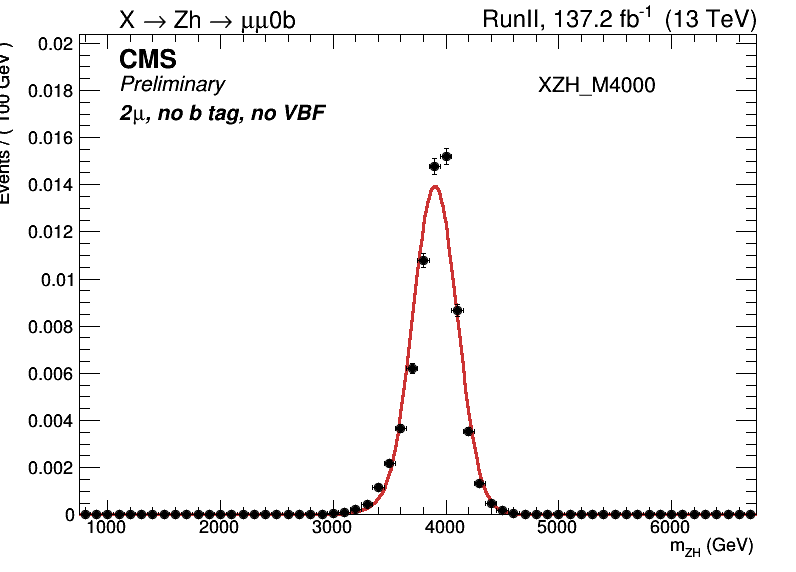 X → Zh → μμ0b
RunII, 137.2 fb⁻¹ (13 TeV)
CMS
Preliminary
2μ, no b tag, no VBF
XZH_M4000
Events / ( 100 GeV )
0.02
0.018
0.016
0.014
0.012
0.01
0.008
0.006
0.004
0.002
0
1000 2000 3000 4000 5000 6000
m_ZH (GeV)